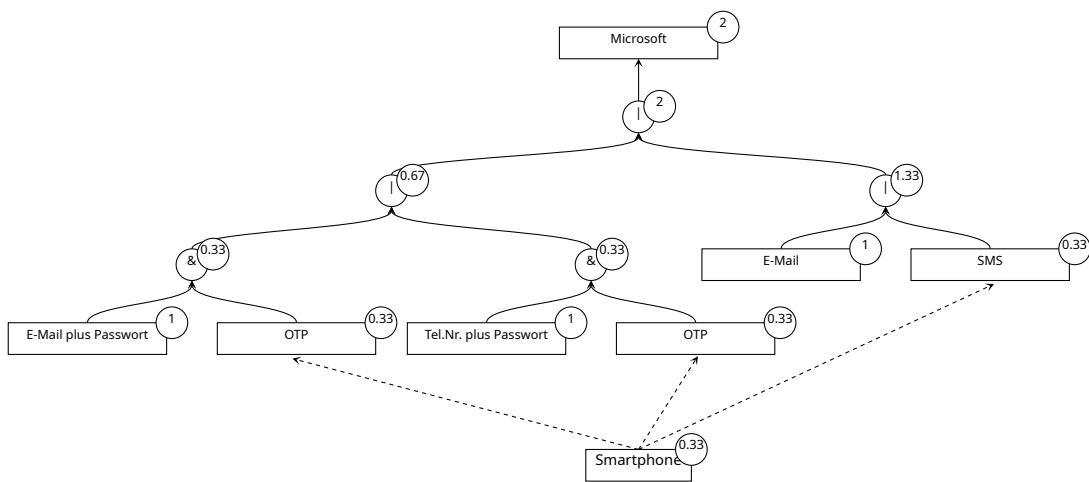 2
Microsoft
2
|
0.67
|
1.33
|
0.33
&
0.33
&
1
E-Mail
0.33
SMS
1
E-Mail plus Passwort
0.33
OTP
1
Tel.Nr. plus Passwort
0.33
OTP
0.33
Smartphone